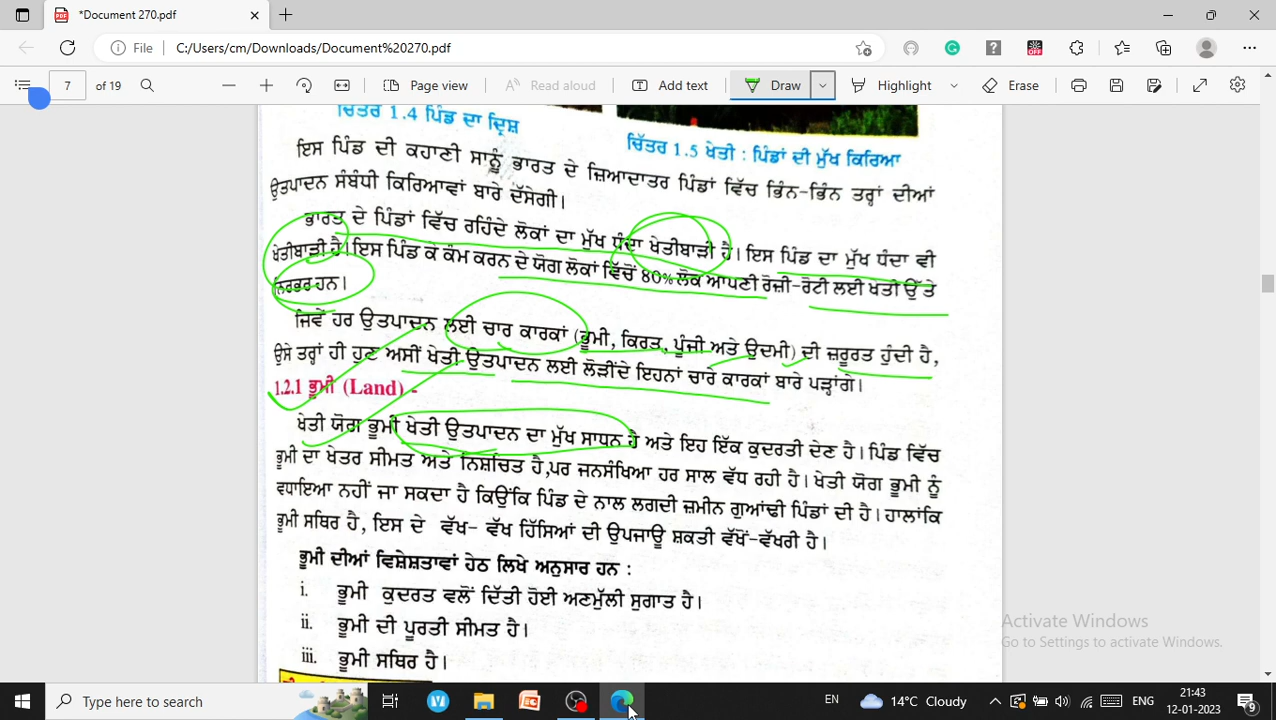 *Document 270.pdf
File
C:/Users/cm/Downloads/Document%20270.pdf
7 of 19
Page view
Read aloud
Add text
Draw
Highlight
Erase
ਚਿੱਤਰ 1.4 ਪਿੰਡ ਦਾ ਦ੍ਰਿਸ਼
ਚਿੱਤਰ 1.5 ਖੇਤੀ : ਪਿੰਡਾਂ ਦੀ ਮੁੱਖ ਕਿਰਿਆ
ਇਸ ਪਿੰਡ ਦੀ ਕਹਾਣੀ ਸਾਨੂੰ ਭਾਰਤ ਦੇ ਜ਼ਿਆਦਾਤਰ ਪਿੰਡਾਂ ਵਿੱਚ ਭਿੰਨ-ਭਿੰਨ ਤਰ੍ਹਾਂ ਦੀਆਂ
ਉਤਪਾਦਨ ਸੰਬੰਧੀ ਕਿਰਿਆਵਾਂ ਬਾਰੇ ਦੱਸੇਗੀ।
ਭਾਰਤ ਦੇ ਪਿੰਡਾਂ ਵਿੱਚ ਰਹਿੰਦੇ ਲੋਕਾਂ ਦਾ ਮੁੱਖ ਧੰਦਾ ਖੇਤੀਬਾੜੀ ਹੈ। ਇਸ ਪਿੰਡ ਦਾ ਮੁੱਖ ਧੰਦਾ ਵੀ
ਖੇਤੀਬਾੜੀ ਹੈ। ਇਸ ਪਿੰਡ ਕੇ ਕੰਮ ਕਰਨ ਦੇ ਯੋਗ ਲੋਕਾਂ ਵਿੱਚੋਂ 80% ਲੋਕ ਆਪਣੀ ਰੋਜ਼ੀ-ਰੋਟੀ ਲਈ ਖੇਤੀ ਉੱਤੇ
ਨਿਰਭਰ ਹਨ।
ਜਿਵੇਂ ਹਰ ਉਤਪਾਦਨ ਲਈ ਚਾਰ ਕਾਰਕਾਂ (ਭੂਮੀ, ਕਿਰਤ, ਪੂੰਜੀ ਅਤੇ ਉਦਮੀ) ਦੀ ਜ਼ਰੂਰਤ ਹੁੰਦੀ ਹੈ,
ਉਸੇ ਤਰ੍ਹਾਂ ਹੀ ਹੁਣ ਅਸੀਂ ਖੇਤੀ ਉਤਪਾਦਨ ਲਈ ਲੋੜੀਂਦੇ ਇਹਨਾਂ ਚਾਰੇ ਕਾਰਕਾਂ ਬਾਰੇ ਪੜ੍ਹਾਂਗੇ।
1.2.1 ਭੂਮੀ (Land) -
ਖੇਤੀ ਯੋਗ ਭੂਮੀ ਖੇਤੀ ਉਤਪਾਦਨ ਦਾ ਮੁੱਖ ਸਾਧਨ ਹੈ ਅਤੇ ਇਹ ਇੱਕ ਕੁਦਰਤੀ ਦੇਣ ਹੈ। ਪਿੰਡ ਵਿੱਚ
ਭੂਮੀ ਦਾ ਖੇਤਰ ਸੀਮਤ ਅਤੇ ਨਿਸ਼ਚਿਤ ਹੈ,ਪਰ ਜਨਸੰਖਿਆ ਹਰ ਸਾਲ ਵੱਧ ਰਹੀ ਹੈ। ਖੇਤੀ ਯੋਗ ਭੂਮੀ ਨੂੰ
ਵਧਾਇਆ ਨਹੀਂ ਜਾ ਸਕਦਾ ਹੈ ਕਿਉਂਕਿ ਪਿੰਡ ਦੇ ਨਾਲ ਲਗਦੀ ਜ਼ਮੀਨ ਗੁਆਂਢੀ ਪਿੰਡਾਂ ਦੀ ਹੈ। ਹਾਲਾਂਕਿ
ਭੂਮੀ ਸਥਿਰ ਹੈ, ਇਸ ਦੇ ਵੱਖ- ਵੱਖ ਹਿੱਸਿਆਂ ਦੀ ਉਪਜਾਊ ਸ਼ਕਤੀ ਵੱਖੋਂ-ਵੱਖਰੀ ਹੈ।
ਭੂਮੀ ਦੀਆਂ ਵਿਸ਼ੇਸ਼ਤਾਵਾਂ ਹੇਠ ਲਿਖੇ ਅਨੁਸਾਰ ਹਨ :
i. ਭੂਮੀ ਕੁਦਰਤ ਵਲੋਂ ਦਿੱਤੀ ਹੋਈ ਅਣਮੁੱਲੀ ਸੁਗਾਤ ਹੈ।
ii. ਭੂਮੀ ਦੀ ਪੂਰਤੀ ਸੀਮਤ ਹੈ।
iii. ਭੂਮੀ ਸਥਿਰ ਹੈ।
Activate Windows
Go to Settings to activate Windows.
Type here to search
EN
14°C Cloudy
ENG
21:43
12-01-2023
9